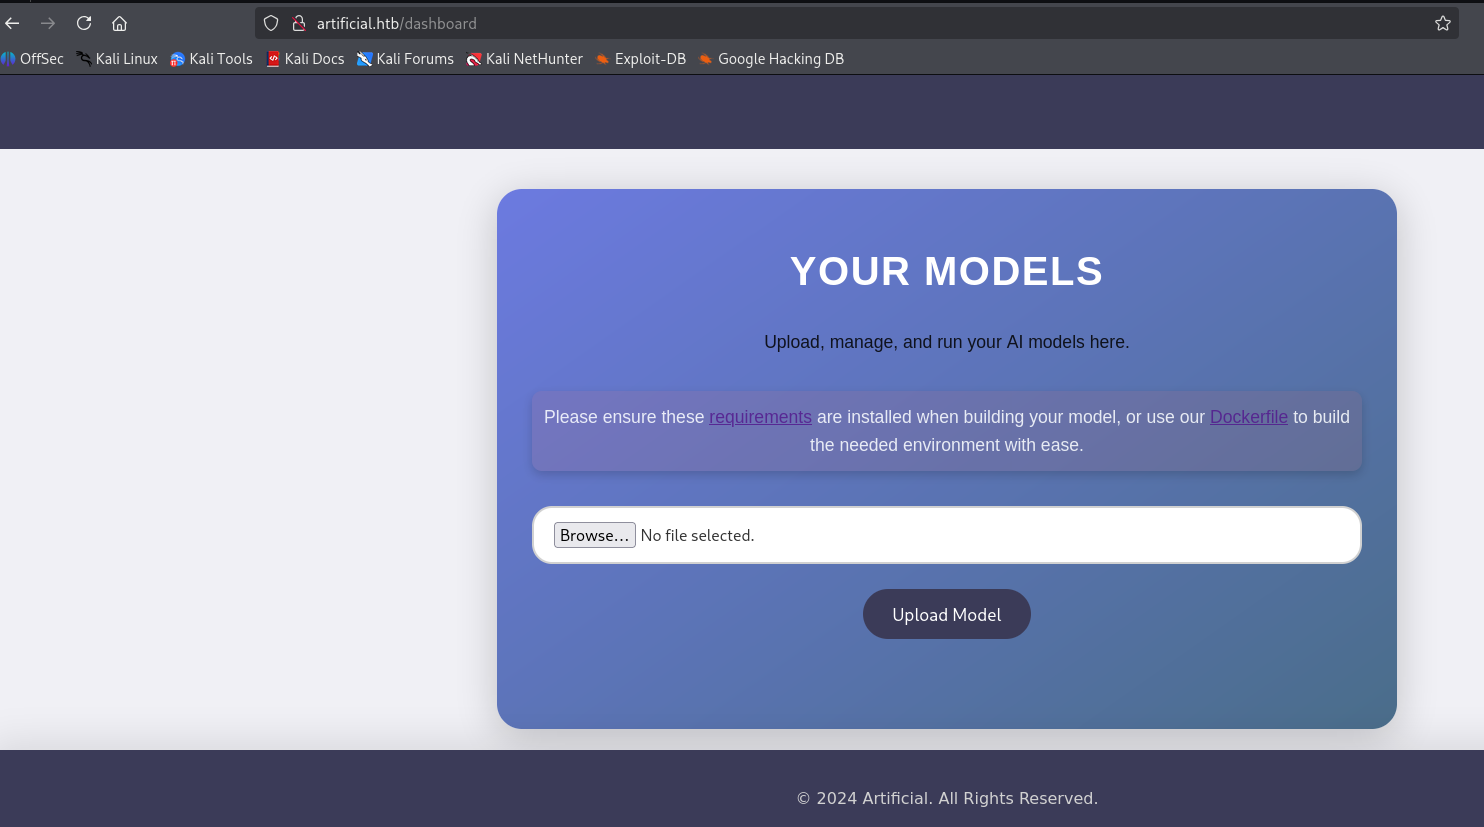 artificial.htb/dashboard
OffSec Kali Linux Kali Tools Kali Docs Kali Forums Kali NetHunter Exploit-DB Google Hacking DB
YOUR MODELS
Upload, manage, and run your AI models here.
Please ensure these requirements are installed when building your model, or use our Dockerfile to build
the needed environment with ease.
Browse... No file selected.
Upload Model
© 2024 Artificial. All Rights Reserved.